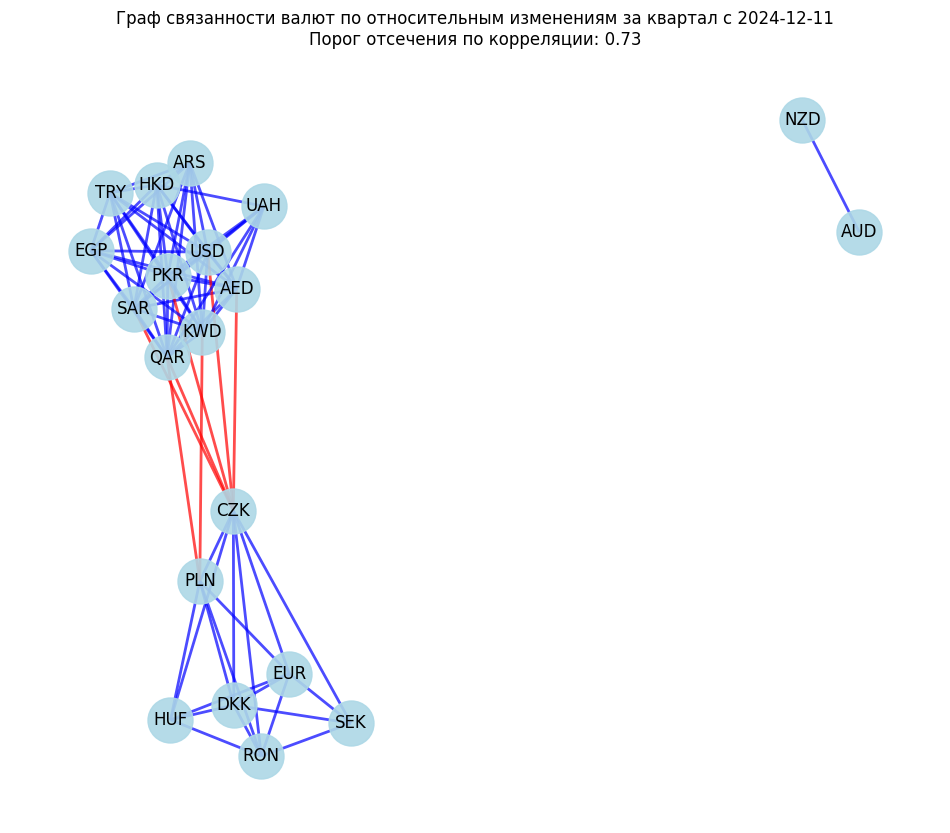 Граф связанности валют по относительным изменениям за квартал с 2024-12-11
Порог отсечения по корреляции: 0.73
NZD
ARS
HKD
TRY
UAH
AUD
EGP
USD
PKR
AED
SAR
KWD
QAR
CZK
PLN
EUR
DKK
HUF
SEK
RON